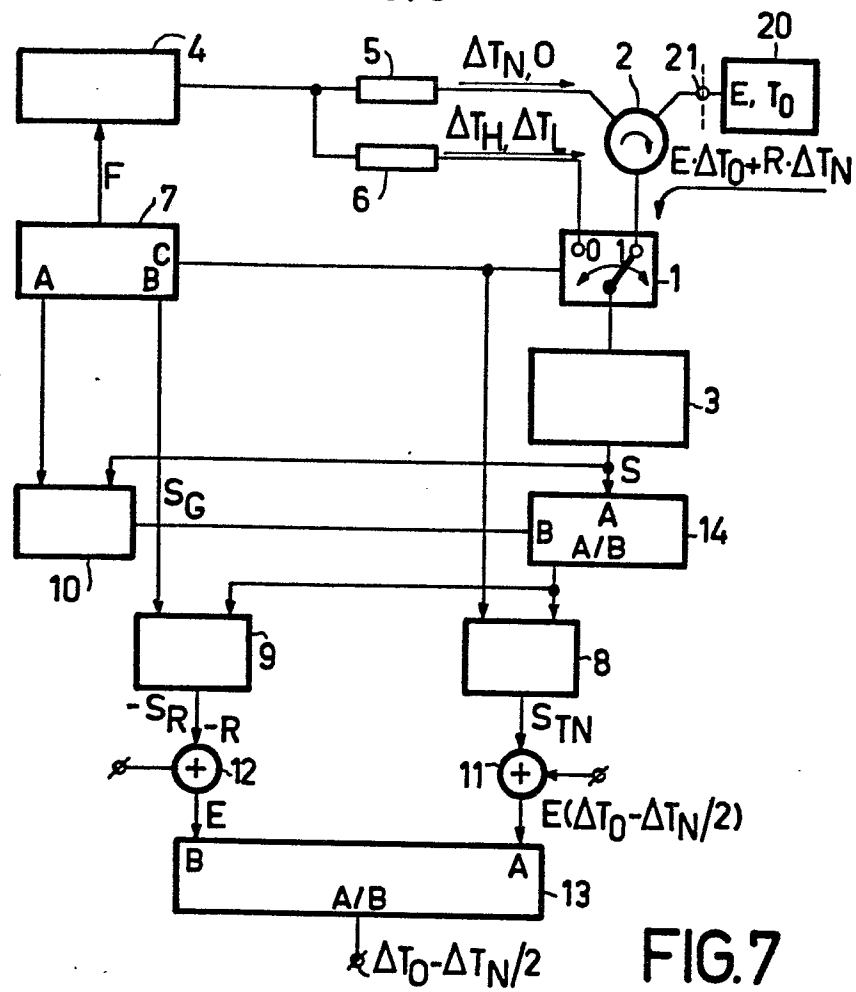 4
5
ΔT_N, 0
2
21
20
E, T_0
ΔT_H, ΔT_L
6
E·ΔT_0+R·ΔT_N
F
7
C
A
B
0
1
1
3
S
S_G
A
B
A/B
14
10
9
8
-S_R
-R
S_TN
+
12
11
+
E
E(ΔT_0-ΔT_N/2)
B
A
A/B
13
ΔT_0-ΔT_N/2
FIG.7